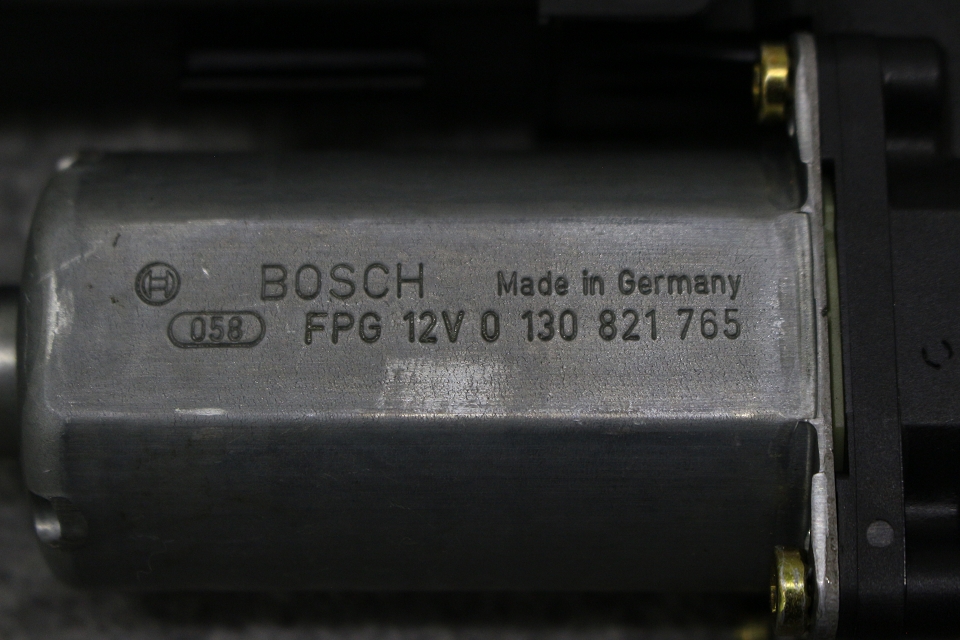 BOSCH Made in Germany
058 FPG 12V 0 130 821 765